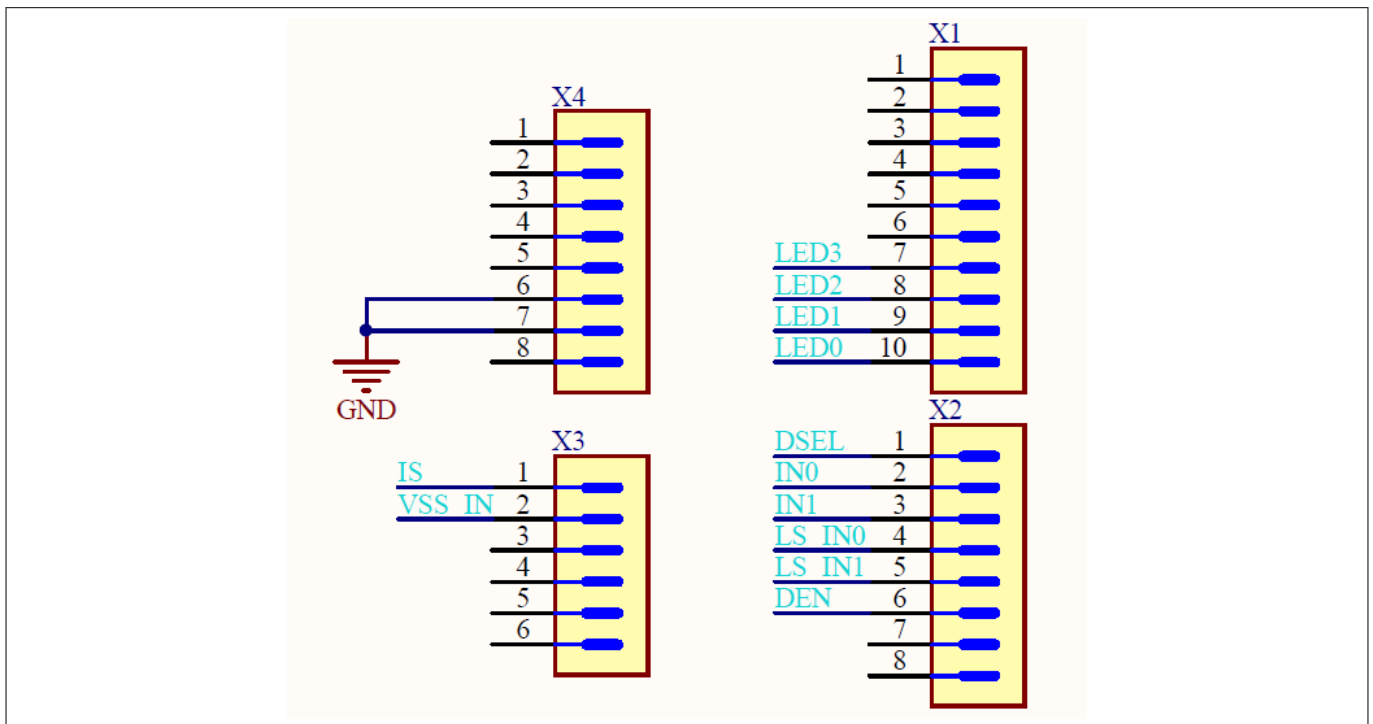 X4
1
2
3
4
5
6
7
8
GND
X1
1
2
3
4
5
6
LED3 7
LED2 8
LED1 9
LED0 10
X3
IS 1
VSS_IN 2
3
4
5
6
X2
DSEL 1
IN0 2
IN1 3
LS_IN0 4
LS_IN1 5
DEN 6
7
8